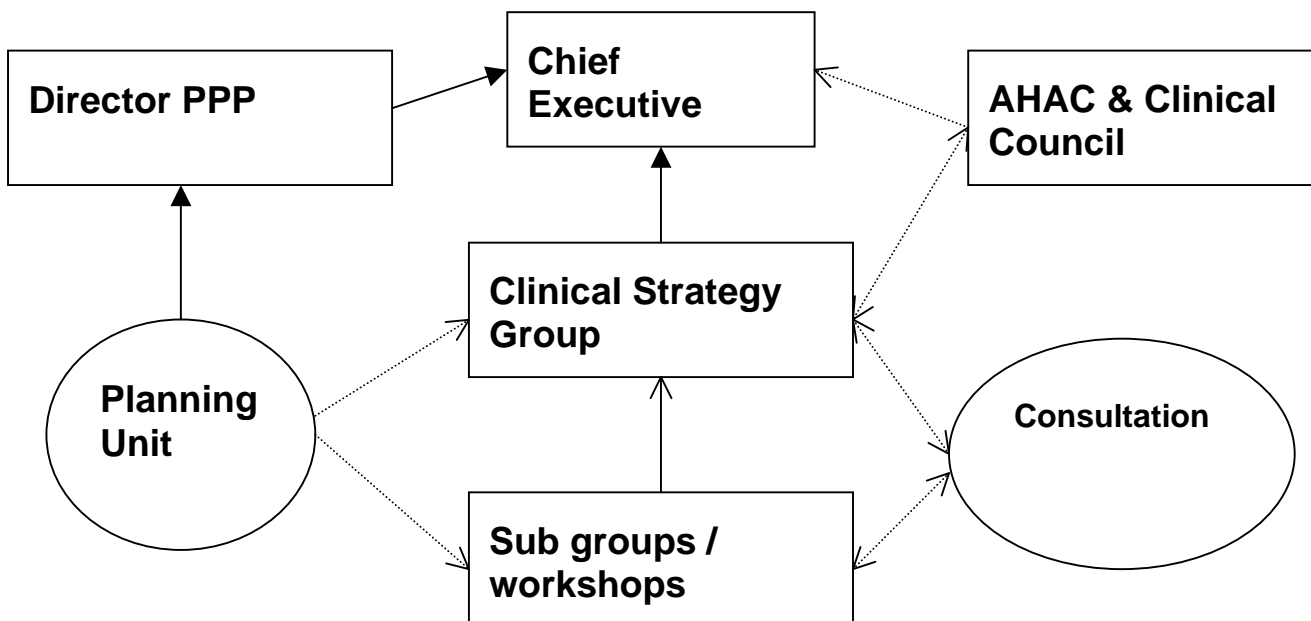 Director PPP
Chief
Executive
AHAC & Clinical
Council
Clinical Strategy
Group
Planning
Unit
Consultation
Sub groups /
workshops